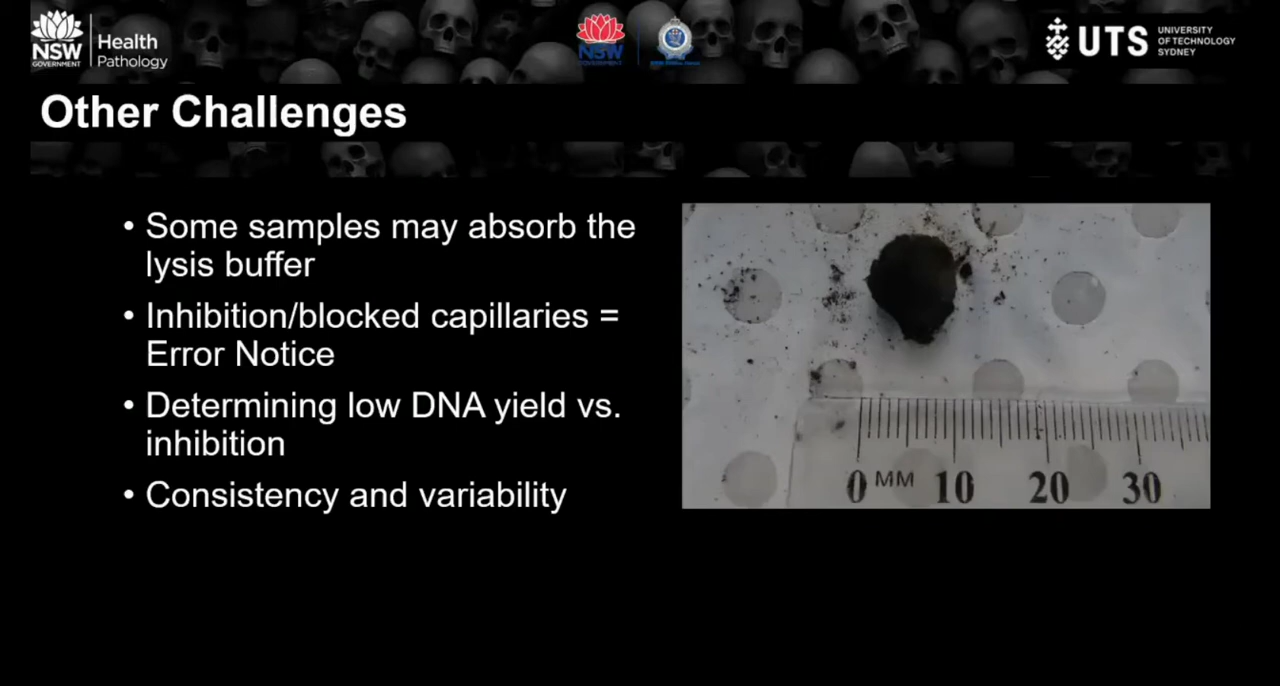 NSW
GOVERNMENT
Health
Pathology
NSW
UTS
UNIVERSITY
OF TECHNOLOGY
SYDNEY
Other Challenges
• Some samples may absorb the
lysis buffer
• Inhibition/blocked capillaries =
Error Notice
• Determining low DNA yield vs.
inhibition
• Consistency and variability
0 MM 10 20 30